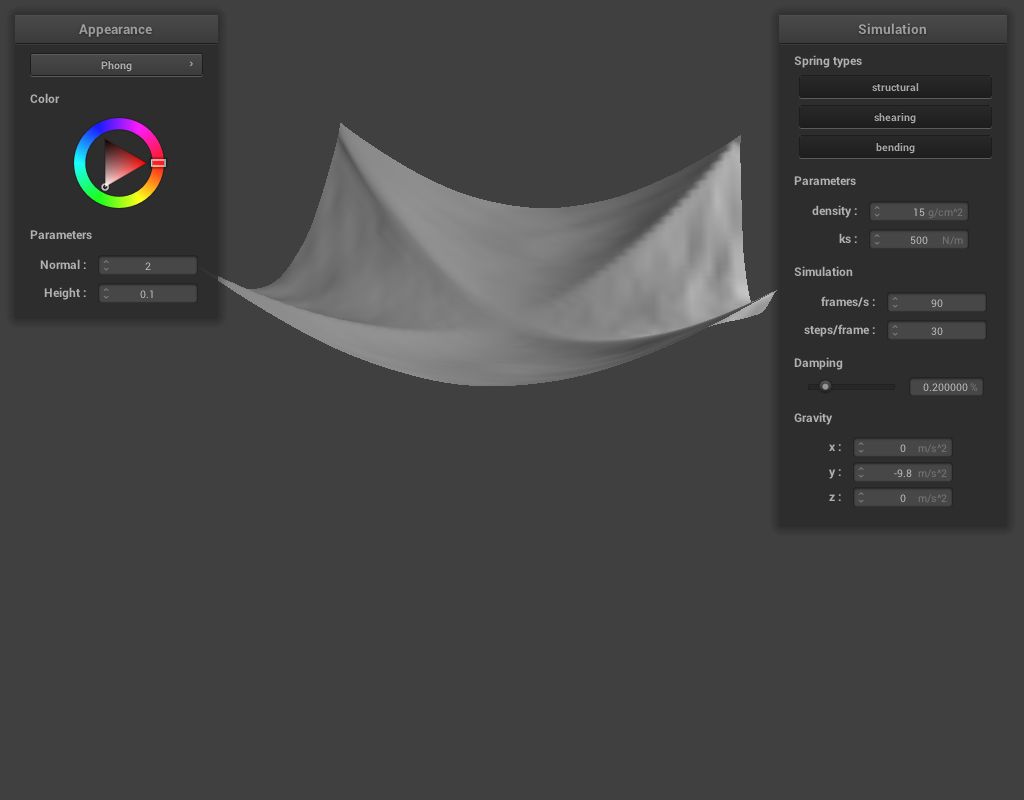 Appearance
Phong
Color
Parameters
Normal : 2
Height : 0.1
Simulation
Spring types
structural
shearing
bending
Parameters
density : 15 g/cm^2
ks : 500 N/m
Simulation
frames/s : 90
steps/frame : 30
Damping
0.200000 %
Gravity
x : 0 m/s^2
y : -9.8 m/s^2
z : 0 m/s^2